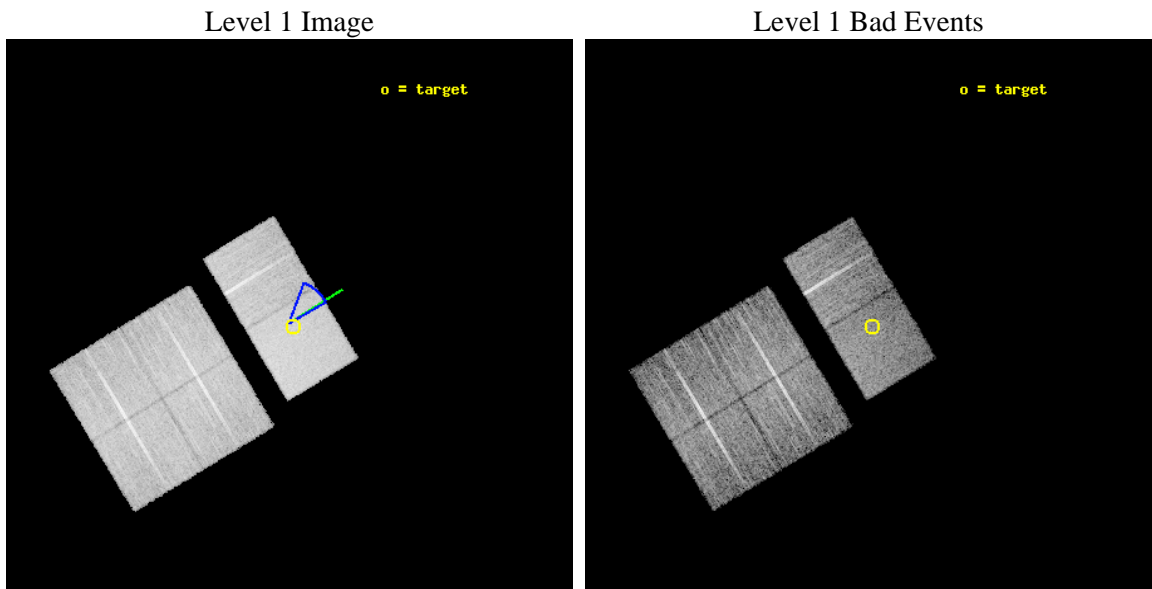 Level 1 Image
Level 1 Bad Events
o = target
o = target